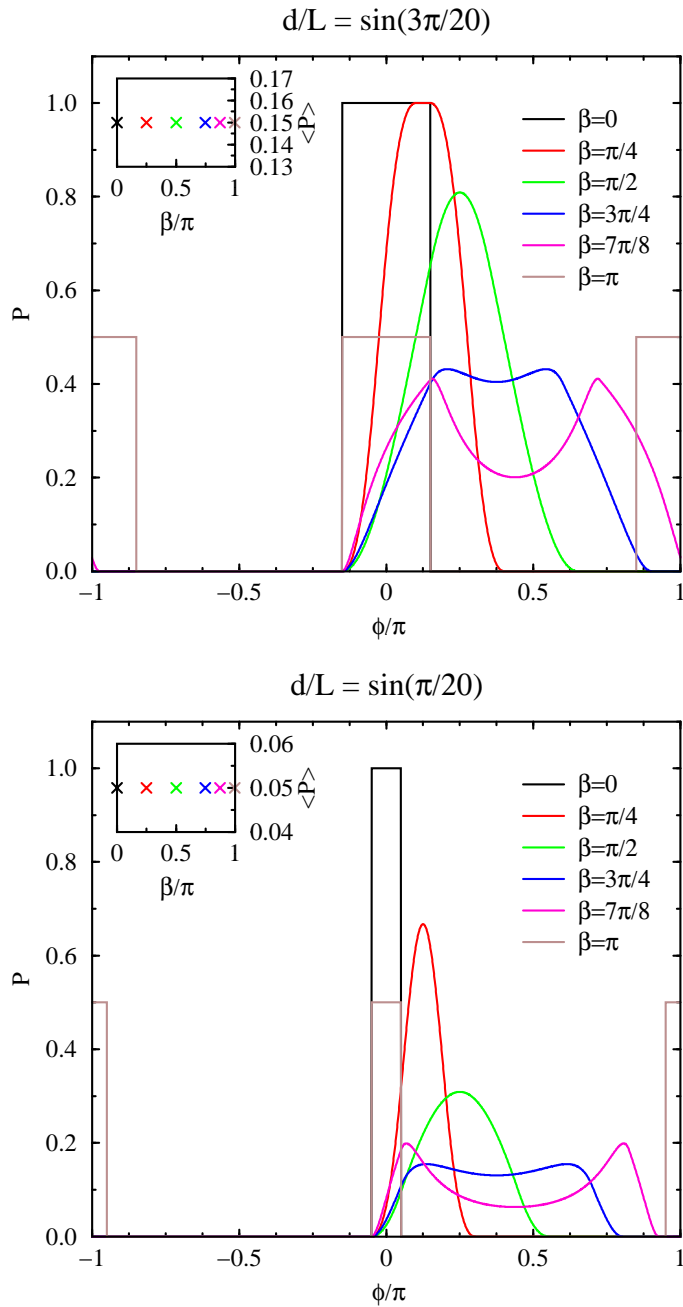 d/L = sin(3π/20)
0.17
0.16
0.15
0.14
0.13
<P>
0 0.5 1
β/π
β=0
β=π/4
β=π/2
β=3π/4
β=7π/8
β=π
1.0
0.8
0.6
0.4
0.2
0.0
P
−1 −0.5 0 0.5 1
ϕ/π
d/L = sin(π/20)
0.06
0.05
0.04
<P>
0 0.5 1
β/π
β=0
β=π/4
β=π/2
β=3π/4
β=7π/8
β=π
1.0
0.8
0.6
0.4
0.2
0.0
P
−1 −0.5 0 0.5 1
ϕ/π